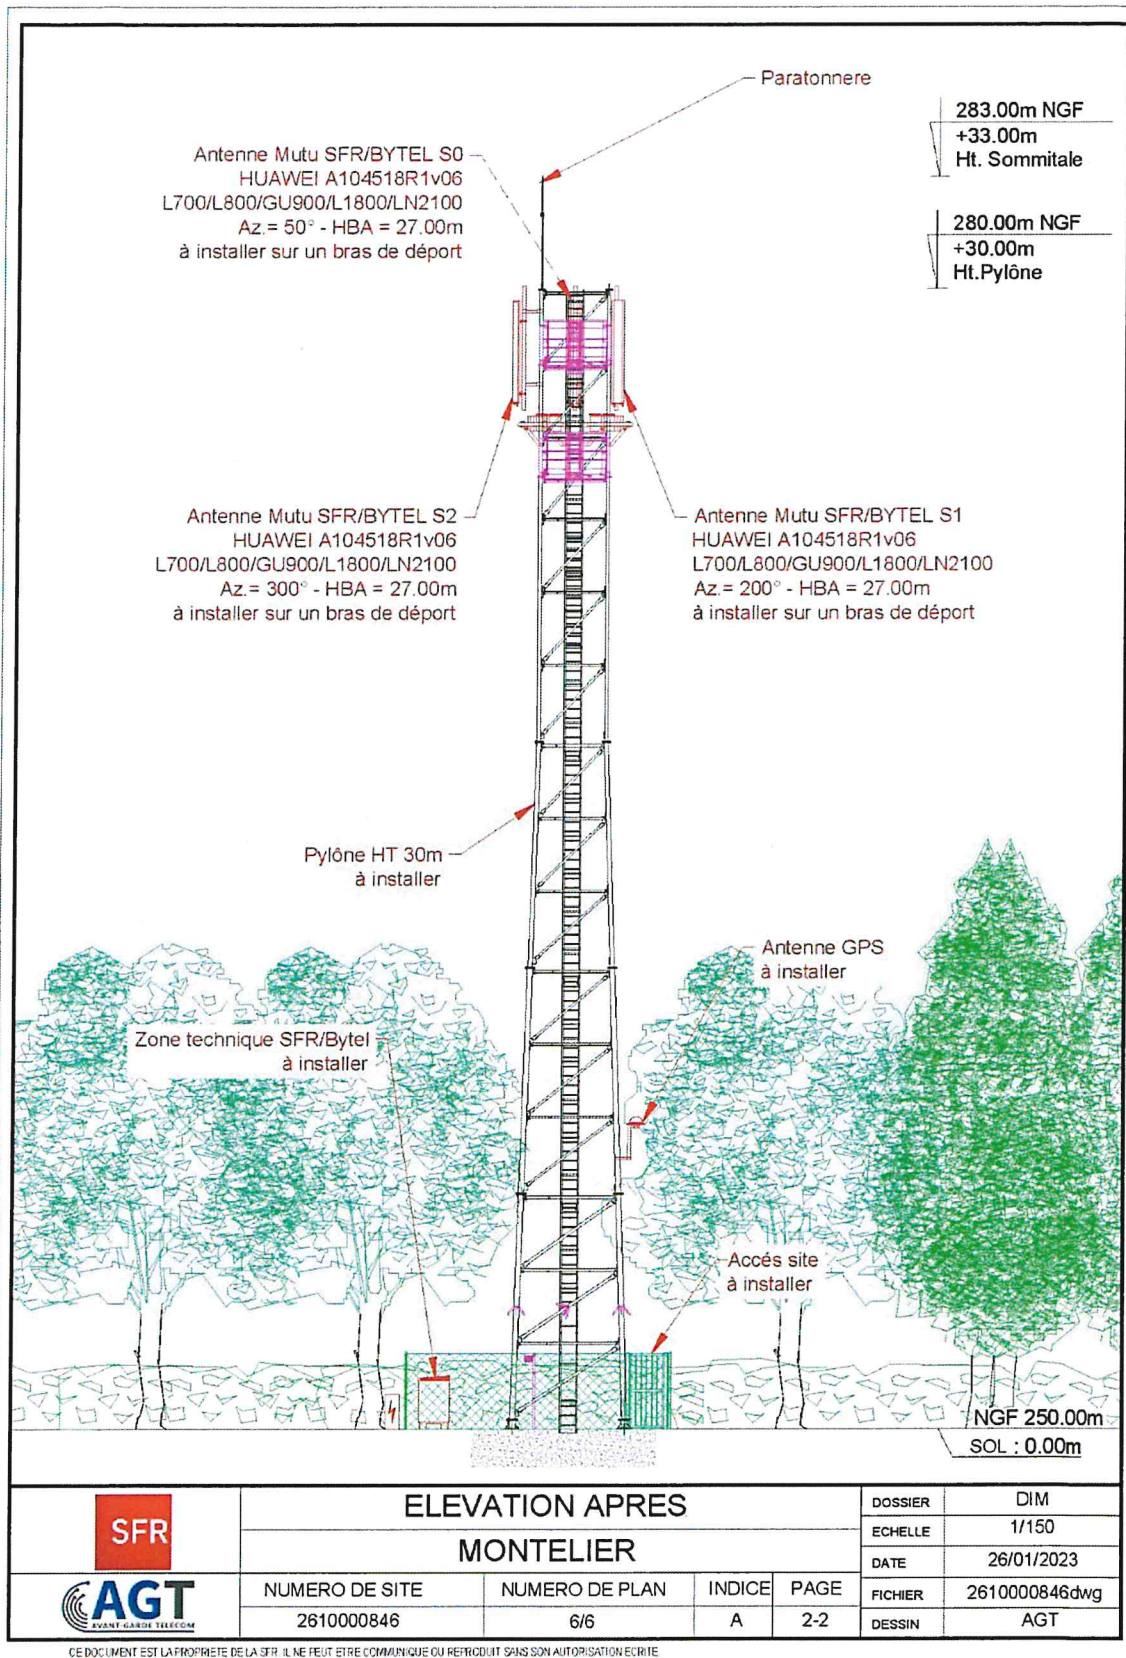 Paratonnere
283.00m NGF
+33.00m
Ht. Sommitale
Antenne Mutu SFR/BYTEL S0
HUAWEI A104518R1v06
L700/L800/GU900/L1800/LN2100
Az.= 50° - HBA = 27.00m
à installer sur un bras de déport
280.00m NGF
+30.00m
Ht.Pylône
Antenne Mutu SFR/BYTEL S2
HUAWEI A104518R1v06
L700/L800/GU900/L1800/LN2100
Az.= 300° - HBA = 27.00m
à installer sur un bras de déport
Antenne Mutu SFR/BYTEL S1
HUAWEI A104518R1v06
L700/L800/GU900/L1800/LN2100
Az.= 200° - HBA = 27.00m
à installer sur un bras de déport
Pylône HT 30m
à installer
Antenne GPS
à installer
Zone technique SFR/Bytel
à installer
Accés site
à installer
NGF 250.00m
SOL : 0.00m
SFR
AGT
AVANT-GARDE TELECOM
ELEVATION APRES
MONTELIER
NUMERO DE SITE
2610000846
NUMERO DE PLAN
6/6
INDICE
A
PAGE
2-2
DOSSIER DIM
ECHELLE 1/150
DATE 26/01/2023
FICHIER 2610000846dwg
DESSIN AGT
CE DOCUMENT EST LA PROPRIETE DE LA SFR. IL NE PEUT ETRE COMMUNIQUE OU REPRODUIT SANS SON AUTORISATION ECRITE